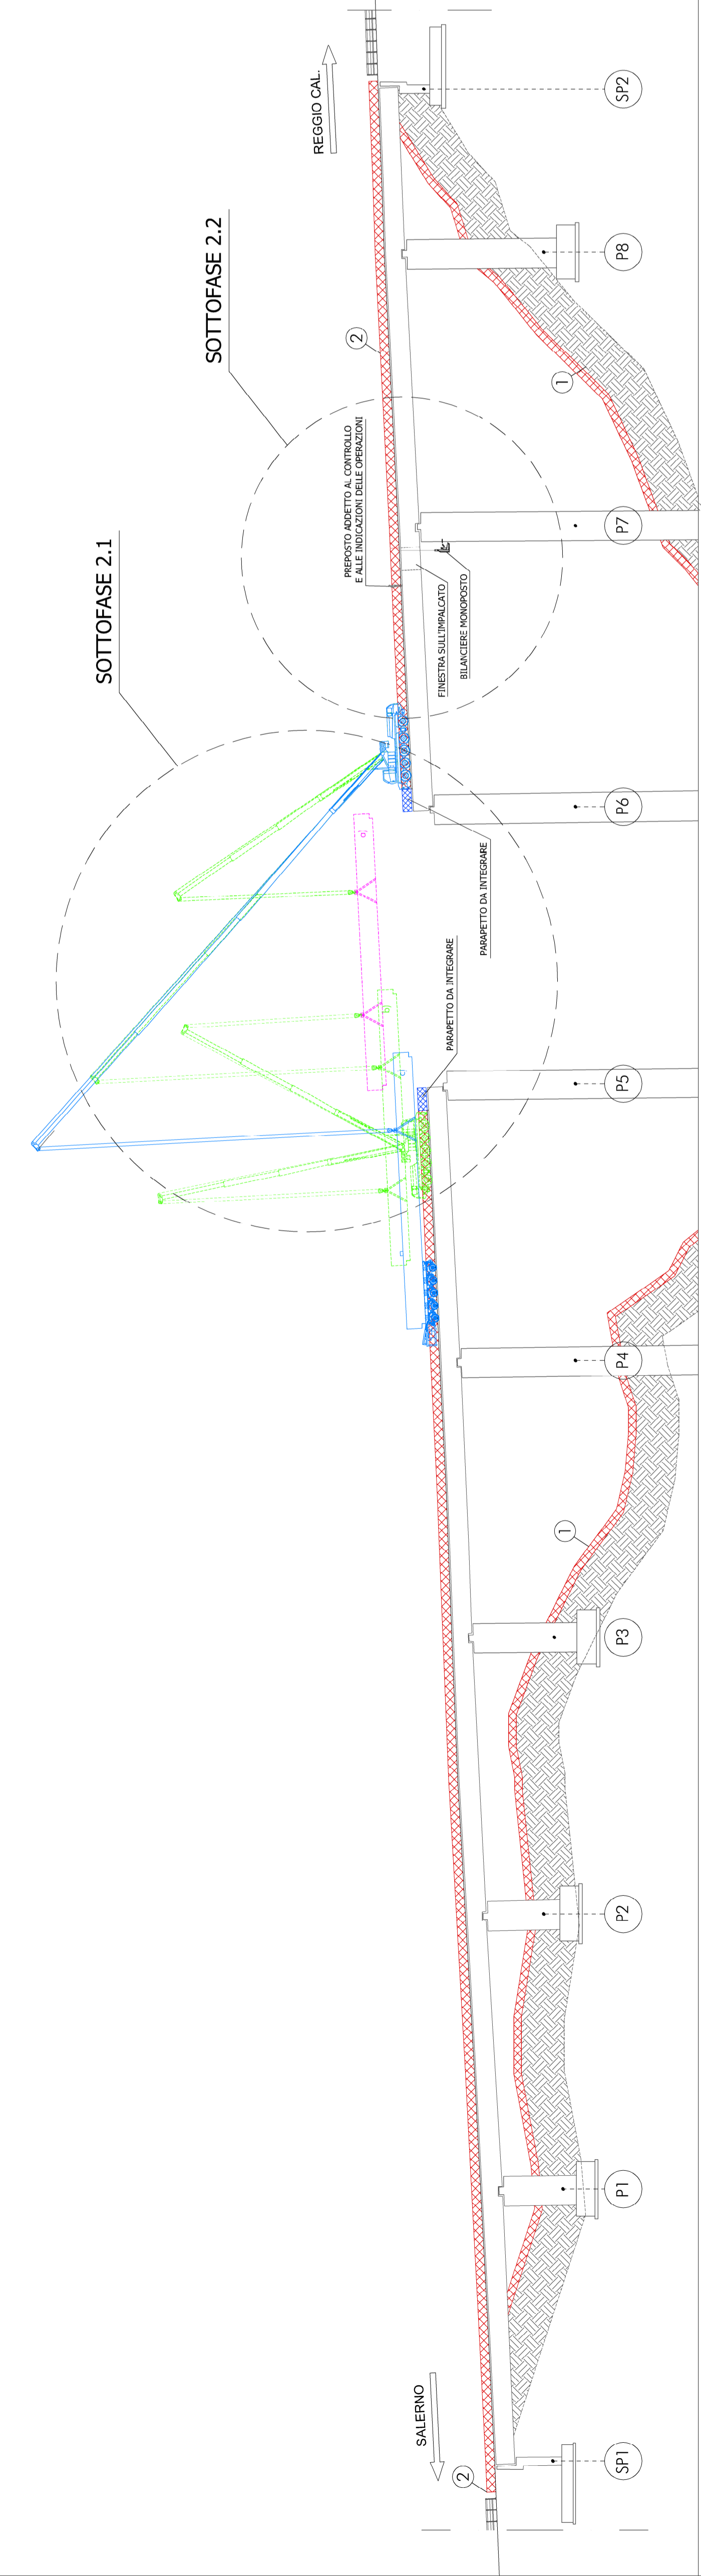 SOTTOFASE 2.1
SOTTOFASE 2.2
REGGIO CAL.
2
PREPOSTO ADDETTO AL CONTROLLO
E ALLE INDICAZIONI DELLE OPERAZIONI
FINESTRA SULL'IMPALCATO
BILANCIERE MONOPOSTO
PARAPETTO DA INTEGRARE
PARAPETTO DA INTEGRARE
1
1
SALERNO
2
SP1
P1
P2
P3
P4
P5
P6
P7
P8
SP2